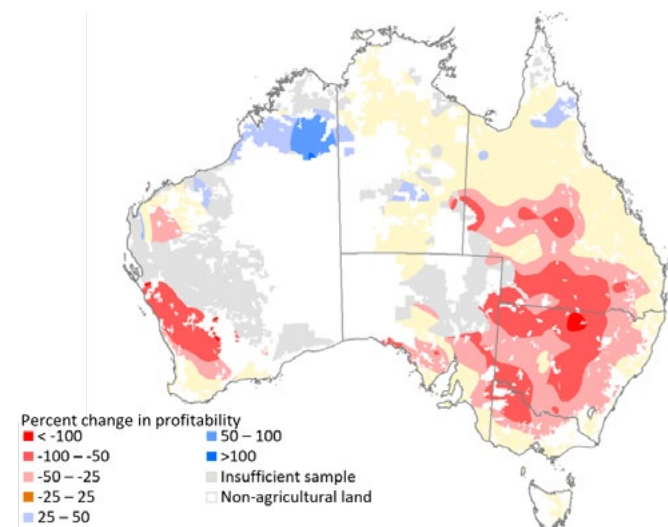 Percent change in profitability
< -100
-100 – -50
-50 – -25
-25 – 25
25 – 50
50 – 100
>100
Insufficient sample
Non-agricultural land